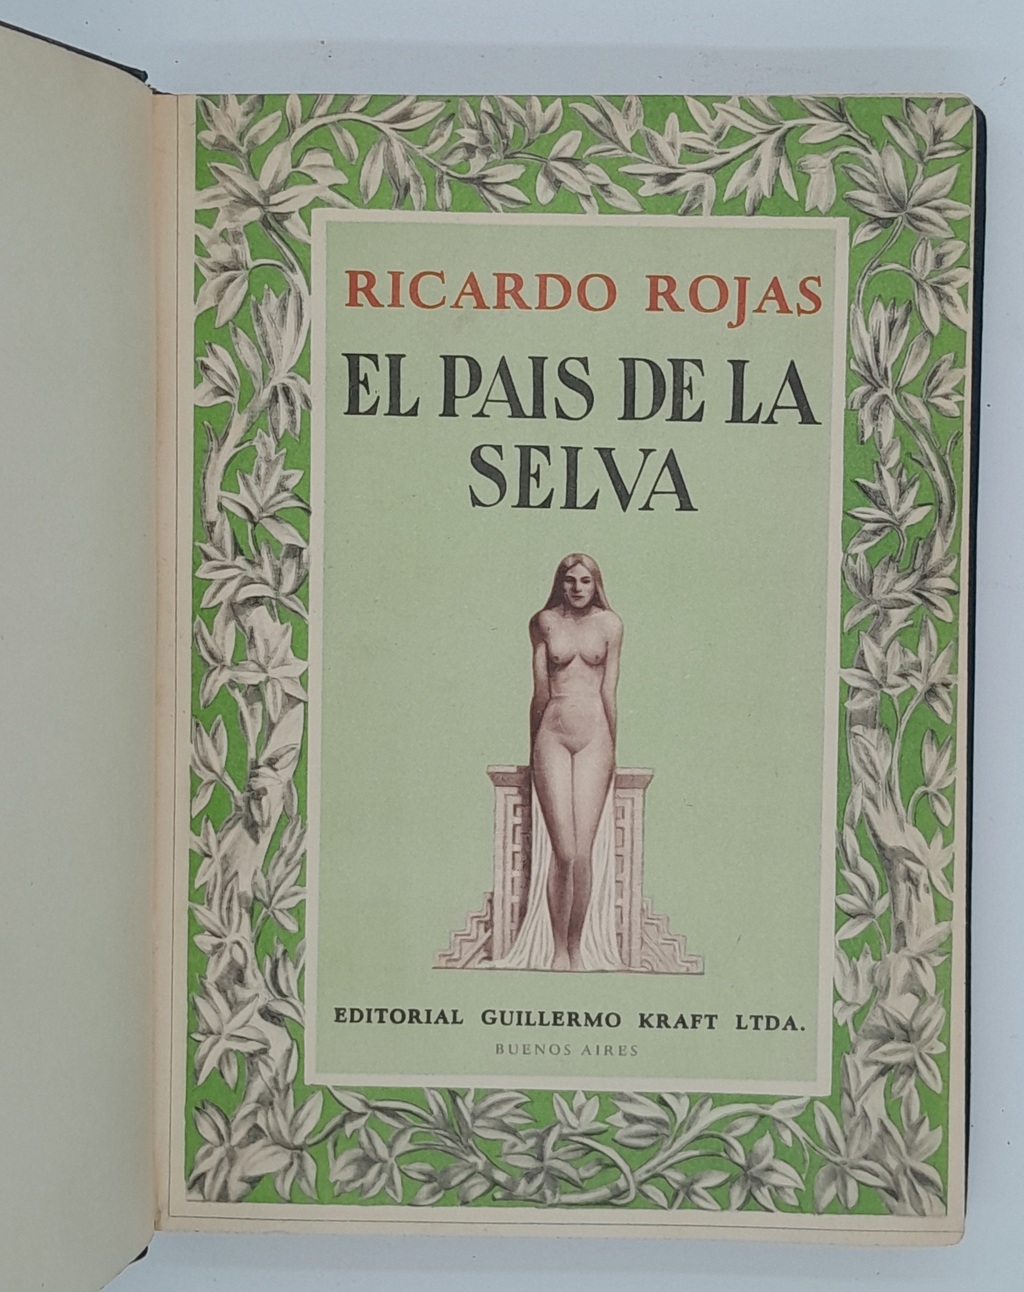 RICARDO ROJAS
EL PAIS DE LA
SELVA
EDITORIAL GUILLERMO KRAFT LTDA.
BUENOS AIRES